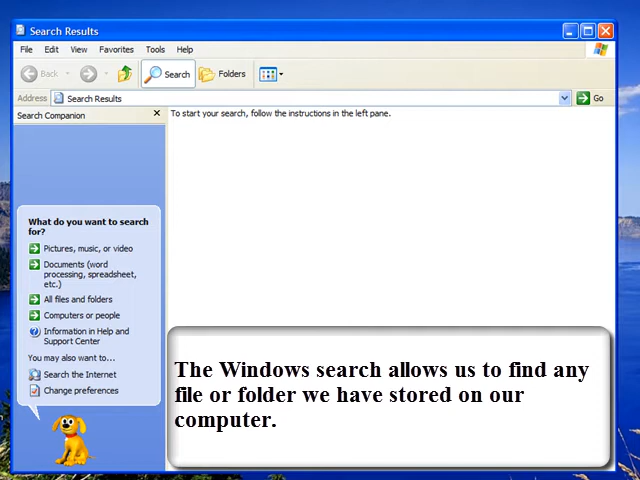 Search Results
File Edit View Favorites Tools Help
Back Search Folders
Address Search Results Go
Search Companion
To start your search, follow the instructions in the left pane.
What do you want to search
for?
Pictures, music, or video
Documents (word
processing, spreadsheet,
etc.)
All files and folders
Computers or people
Information in Help and
Support Center
You may also want to...
Search the Internet
Change preferences
The Windows search allows us to find any
file or folder we have stored on our
computer.